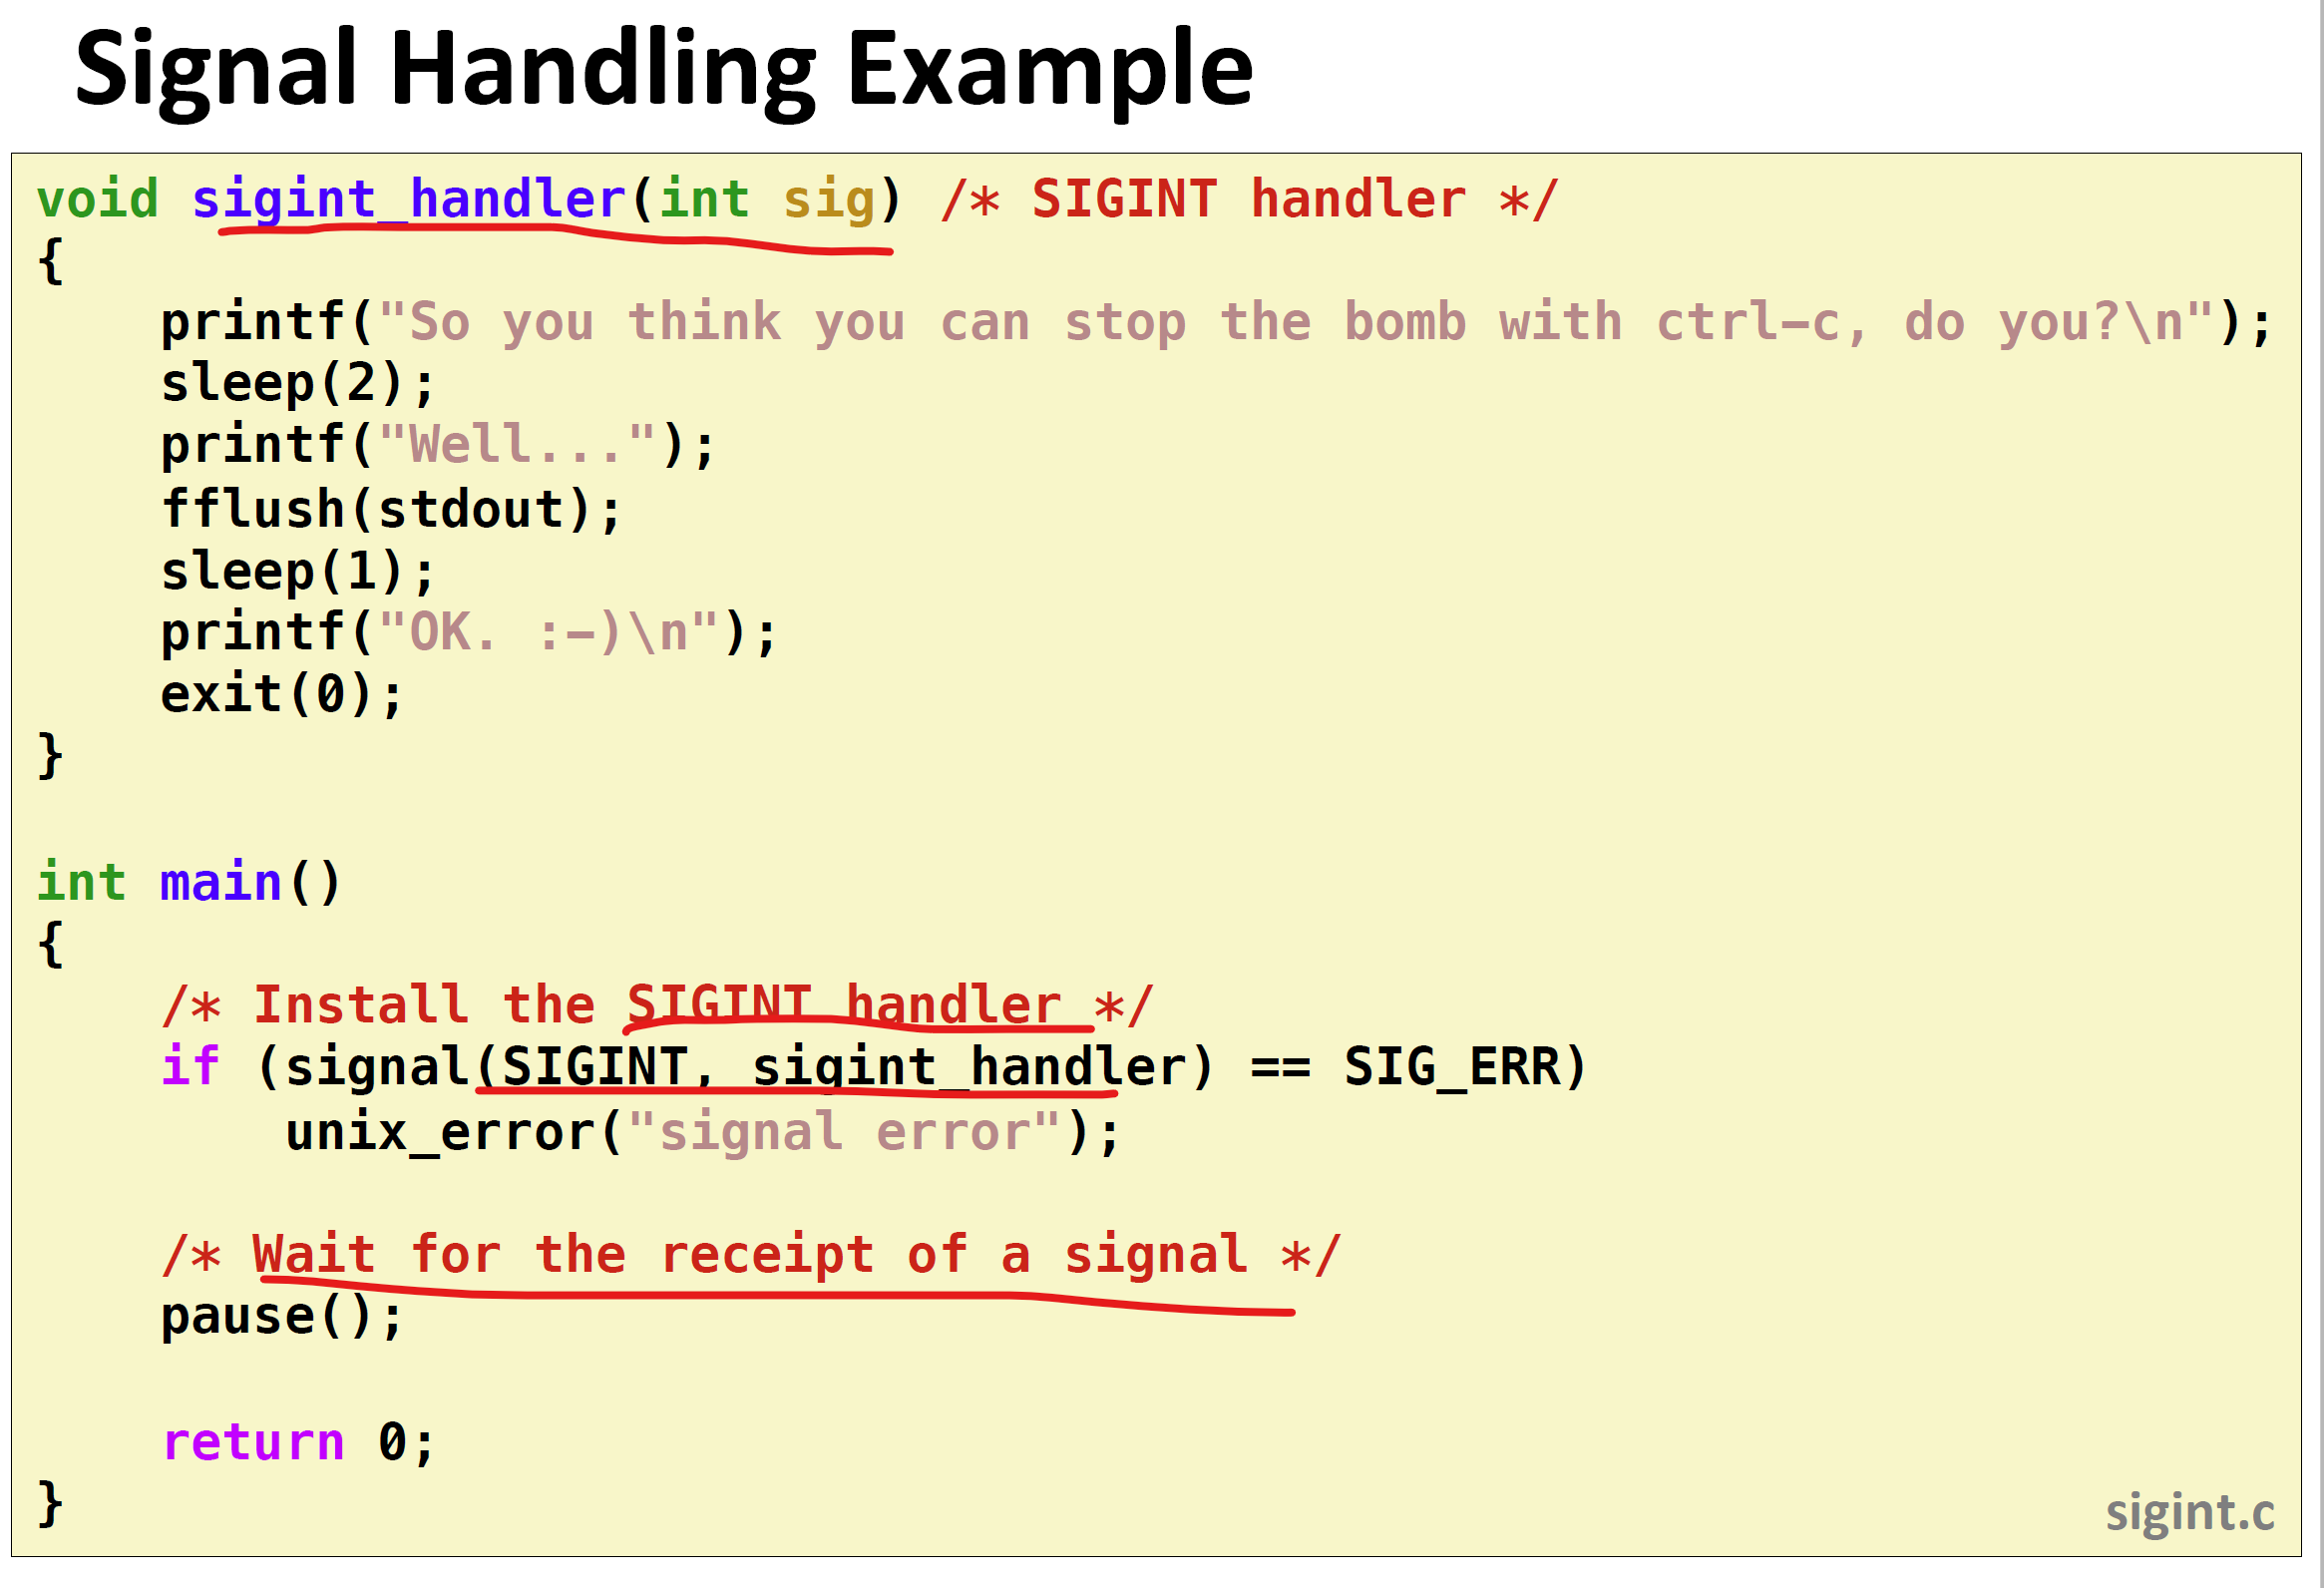 Signal Handling Example
void sigint_handler(int sig) /* SIGINT handler */
{
    printf("So you think you can stop the bomb with ctrl-c, do you?\n");
    sleep(2);
    printf("Well...");
    fflush(stdout);
    sleep(1);
    printf("OK. :-)\n");
    exit(0);
}
int main()
{
    /* Install the SIGINT handler */
    if (signal(SIGINT, sigint_handler) == SIG_ERR)
        unix_error("signal error");
    /* Wait for the receipt of a signal */
    pause();
    return 0;
}
sigint.c